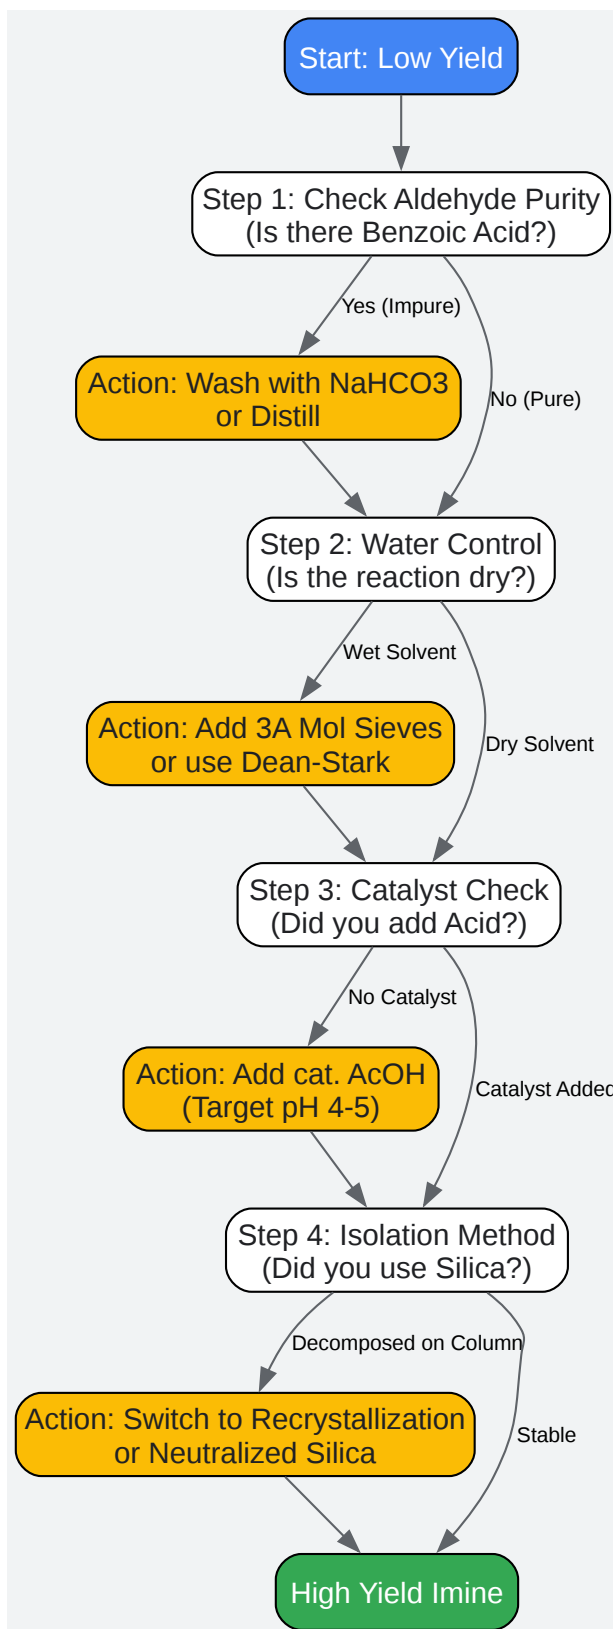 Start: Low Yield
Step 1: Check Aldehyde Purity
(Is there Benzoic Acid?)
Yes (Impure)
Action: Wash with NaHCO3
or Distill
No (Pure)
Step 2: Water Control
(Is the reaction dry?)
Wet Solvent
Action: Add 3A Mol Sieves
or use Dean-Stark
Dry Solvent
Step 3: Catalyst Check
(Did you add Acid?)
No Catalyst
Action: Add cat. AcOH
(Target pH 4-5)
Catalyst Added
Step 4: Isolation Method
(Did you use Silica?)
Decomposed on Column
Action: Switch to Recrystallization
or Neutralized Silica
Stable
High Yield Imine